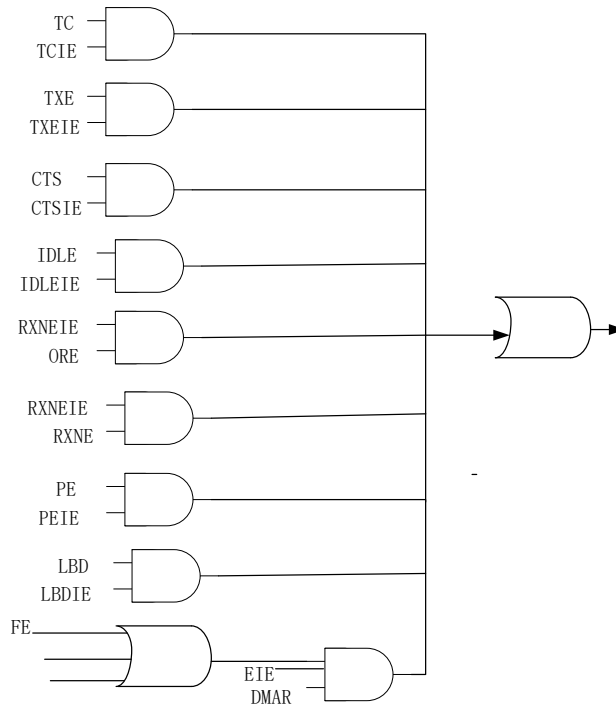 TC
TCIE
TXE
TXEIE
CTS
CTSIE
IDLE
IDLEIE
RXNEIE
ORE
RXNEIE
RXNE
PE
PEIE
LBD
LBDIE
FE
EIE
DMAR